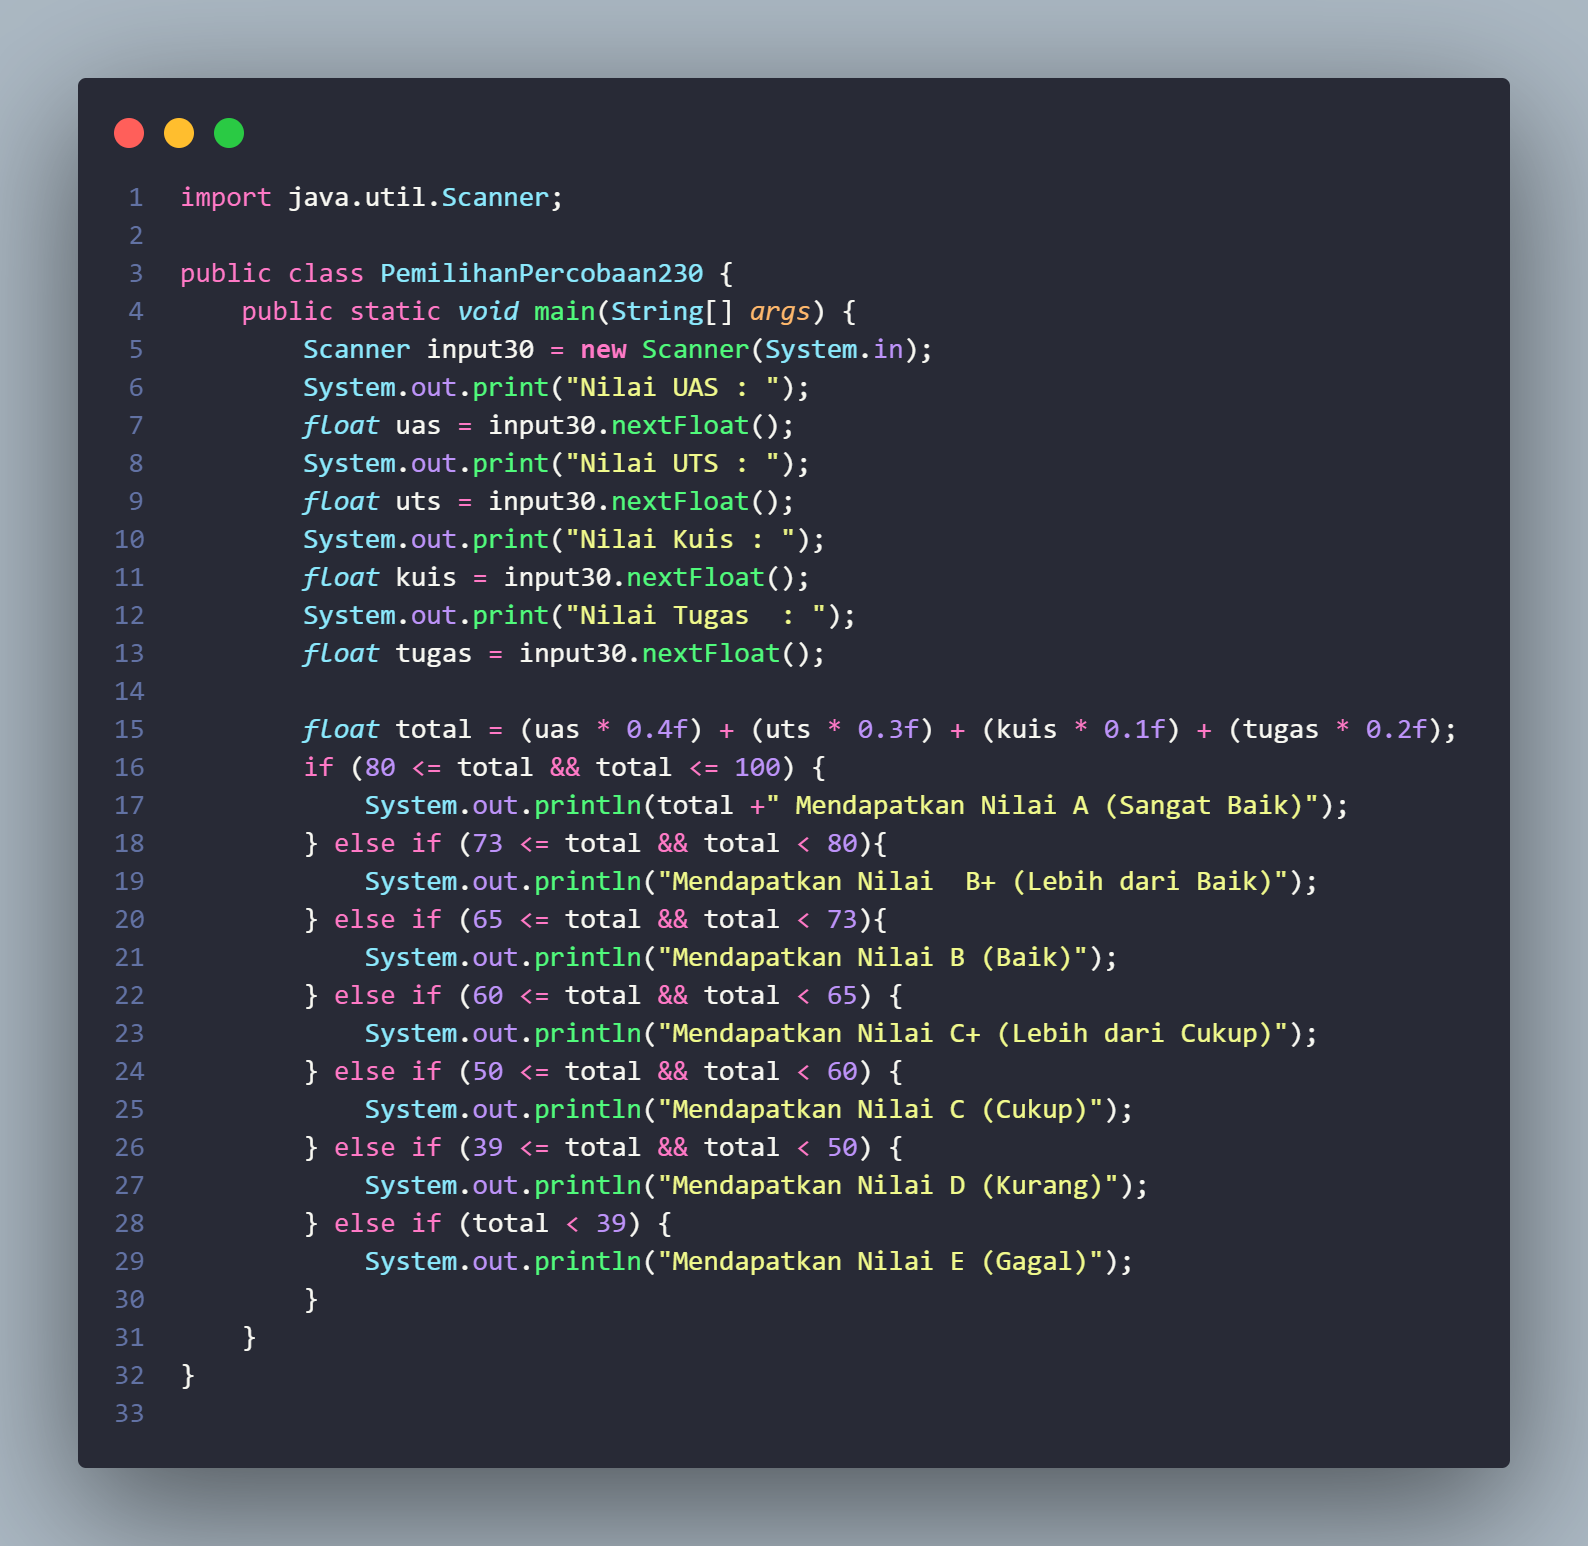 1 import java.util.Scanner;
2
3 public class PemilihanPercobaan230 {
4     public static void main(String[] args) {
5         Scanner input30 = new Scanner(System.in);
6         System.out.print("Nilai UAS : ");
7         float uas = input30.nextFloat();
8         System.out.print("Nilai UTS : ");
9         float uts = input30.nextFloat();
10         System.out.print("Nilai Kuis : ");
11         float kuis = input30.nextFloat();
12         System.out.print("Nilai Tugas  : ");
13         float tugas = input30.nextFloat();
14
15         float total = (uas * 0.4f) + (uts * 0.3f) + (kuis * 0.1f) + (tugas * 0.2f);
16         if (80 <= total && total <= 100) {
17             System.out.println(total +" Mendapatkan Nilai A (Sangat Baik)");
18         } else if (73 <= total && total < 80){
19             System.out.println("Mendapatkan Nilai  B+ (Lebih dari Baik)");
20         } else if (65 <= total && total < 73){
21             System.out.println("Mendapatkan Nilai B (Baik)");
22         } else if (60 <= total && total < 65) {
23             System.out.println("Mendapatkan Nilai C+ (Lebih dari Cukup)");
24         } else if (50 <= total && total < 60) {
25             System.out.println("Mendapatkan Nilai C (Cukup)");
26         } else if (39 <= total && total < 50) {
27             System.out.println("Mendapatkan Nilai D (Kurang)");
28         } else if (total < 39) {
29             System.out.println("Mendapatkan Nilai E (Gagal)");
30         }
31     }
32 }
33